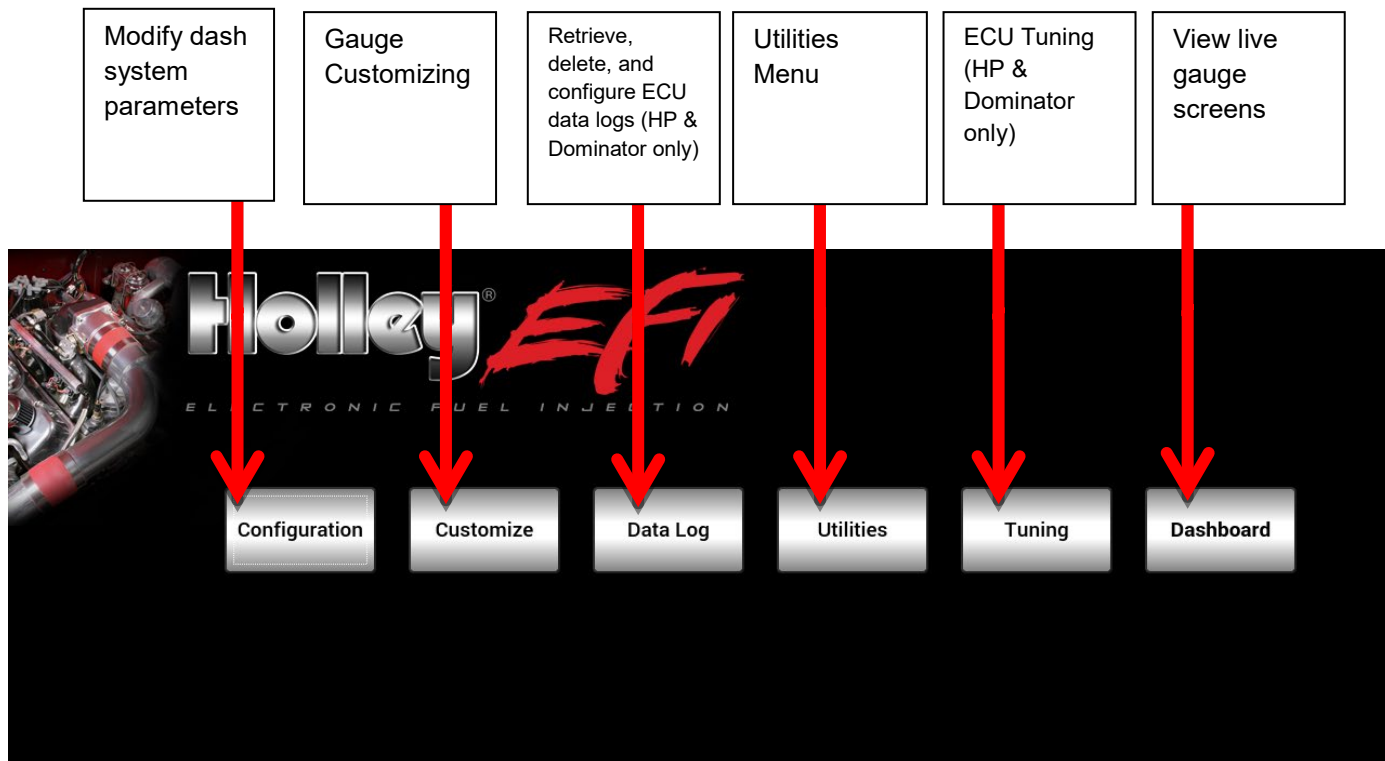 Modify dash
system
parameters
Gauge
Customizing
Retrieve,
delete, and
configure ECU
data logs (HP &
Dominator only)
Utilities
Menu
ECU Tuning
(HP &
Dominator
only)
View live
gauge
screens
Holley® EFI
ELECTRONIC FUEL INJECTION
Configuration
Customize
Data Log
Utilities
Tuning
Dashboard